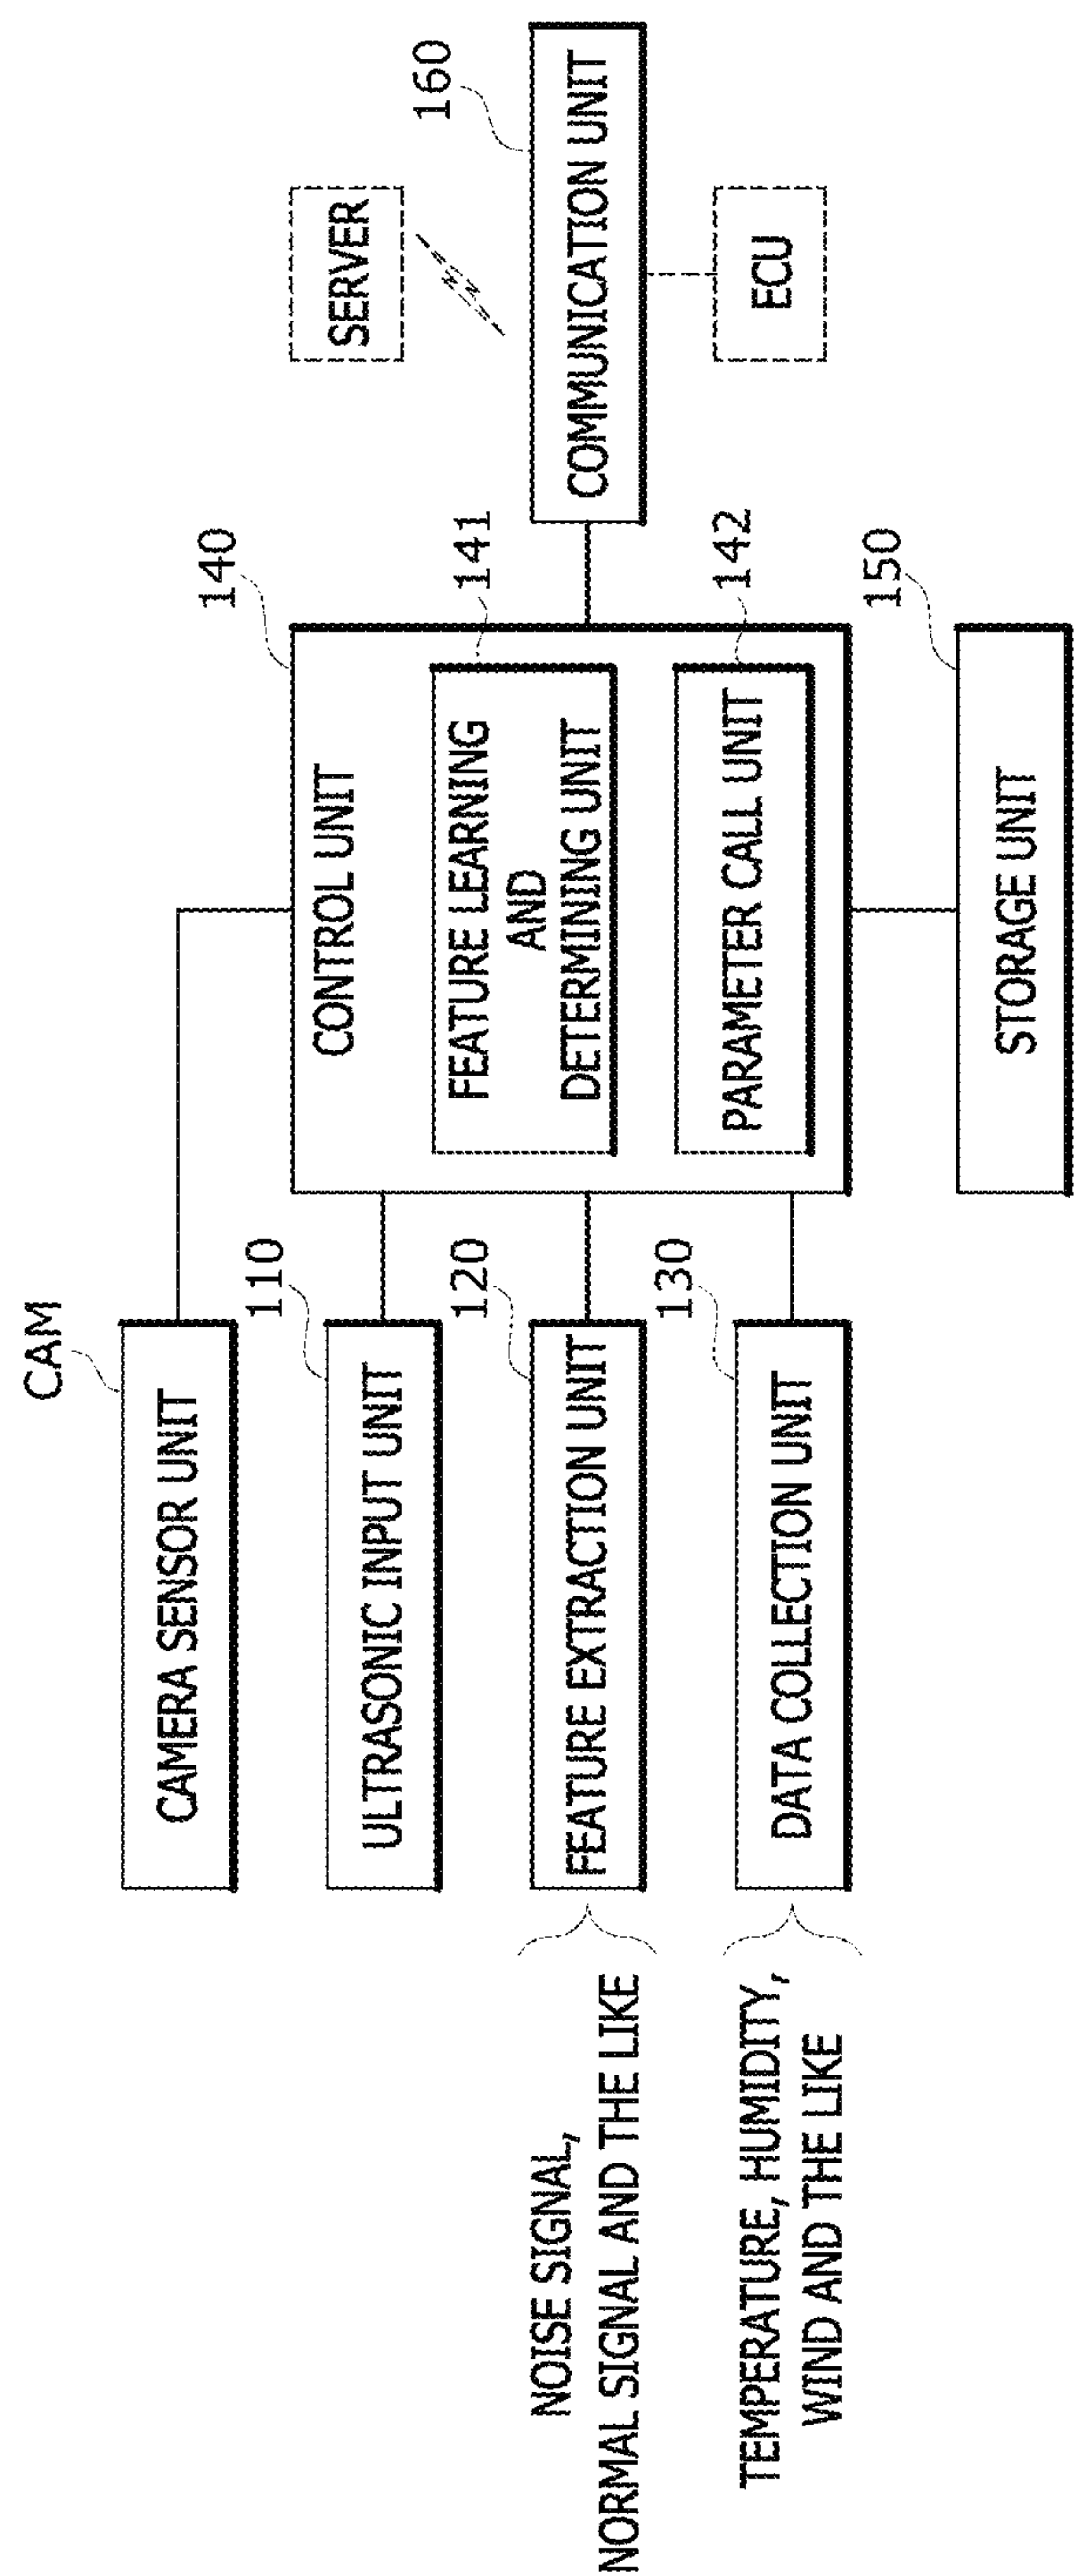 CAM
CAMERA SENSOR UNIT
110
ULTRASONIC INPUT UNIT
NOISE SIGNAL,
NORMAL SIGNAL AND THE LIKE
120
FEATURE EXTRACTION UNIT
TEMPERATURE, HUMIDITY,
WIND AND THE LIKE
130
DATA COLLECTION UNIT
140
CONTROL UNIT
141
FEATURE LEARNING
AND
DETERMINING UNIT
142
PARAMETER CALL UNIT
150
STORAGE UNIT
SERVER
160
COMMUNICATION UNIT
ECU